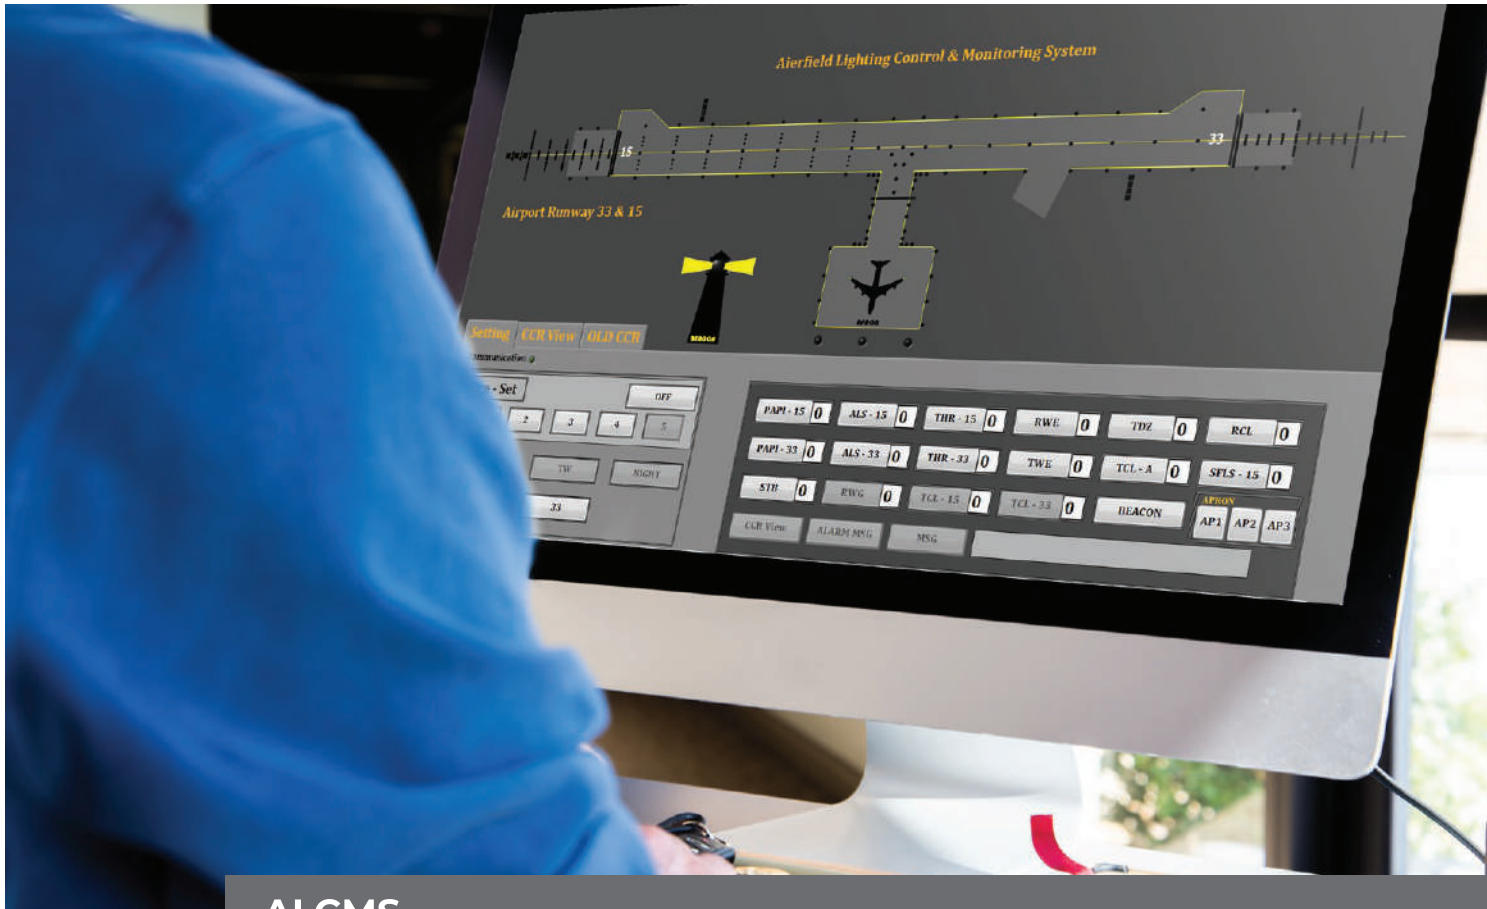 Aierfield Lighting Control & Monitoring System
15
33
Airport Runway 33 & 15
BEACON
APRON
Setting CCR View OLD CCR
- Set OFF
2 3 4 5
TW NIGHT
33
PAPI - 15 0 ALS - 15 0 THR - 15 0 RWE 0 TDZ 0 RCL 0
PAPI - 33 0 ALS - 33 0 THR - 33 0 TWE 0 TCL - A 0 SFLS - 15 0
STB 0 RWG 0 TCL - 15 0 TCL - 33 0 BEACON
APRON
AP1 AP2 AP3
CCR View ALARM MSG MSG
ALCMS